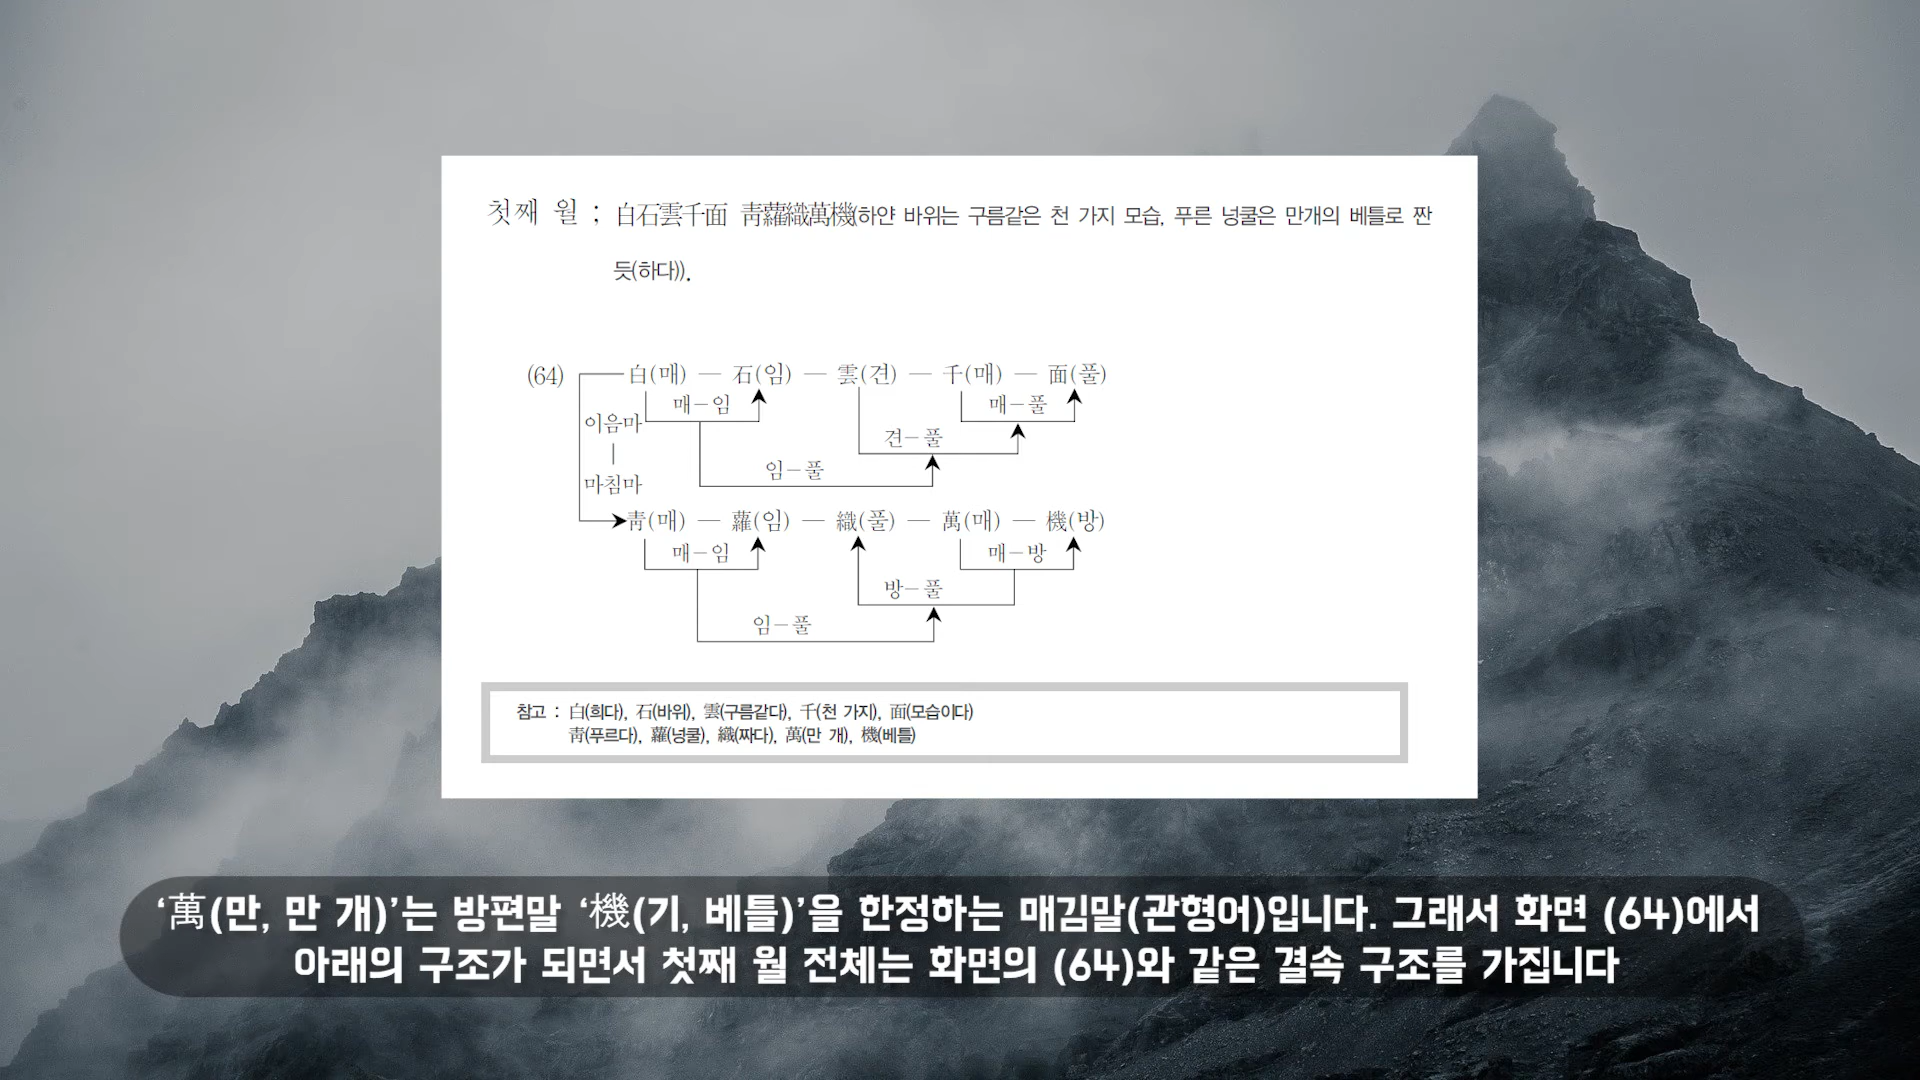 첫째 월 ; 白石雲千面 靑蘿織萬機(하얀 바위는 구름같은 천 가지 모습, 푸른 넝쿨은 만개의 베틀로 짠
듯(하다)).
(64) 白(매) ― 石(임) ― 雲(견) ― 千(매) ― 面(풀)
매―임 매―풀
이음마
견―풀
|
임―풀
마침마
靑(매) ― 蘿(임) ― 織(풀) ― 萬(매) ― 機(방)
매―임 매―방
방―풀
임―풀
참고 : 白(희다), 石(바위), 雲(구름같다), 千(천 가지), 面(모습이다)
靑(푸르다), 蘿(넝쿨), 織(짜다), 萬(만 개), 機(베틀)
‘萬(만, 만 개)’는 방편말 ‘機(기, 베틀)’을 한정하는 매김말(관형어)입니다. 그래서 화면 (64)에서
아래의 구조가 되면서 첫째 월 전체는 화면의 (64)와 같은 결속 구조를 가집니다